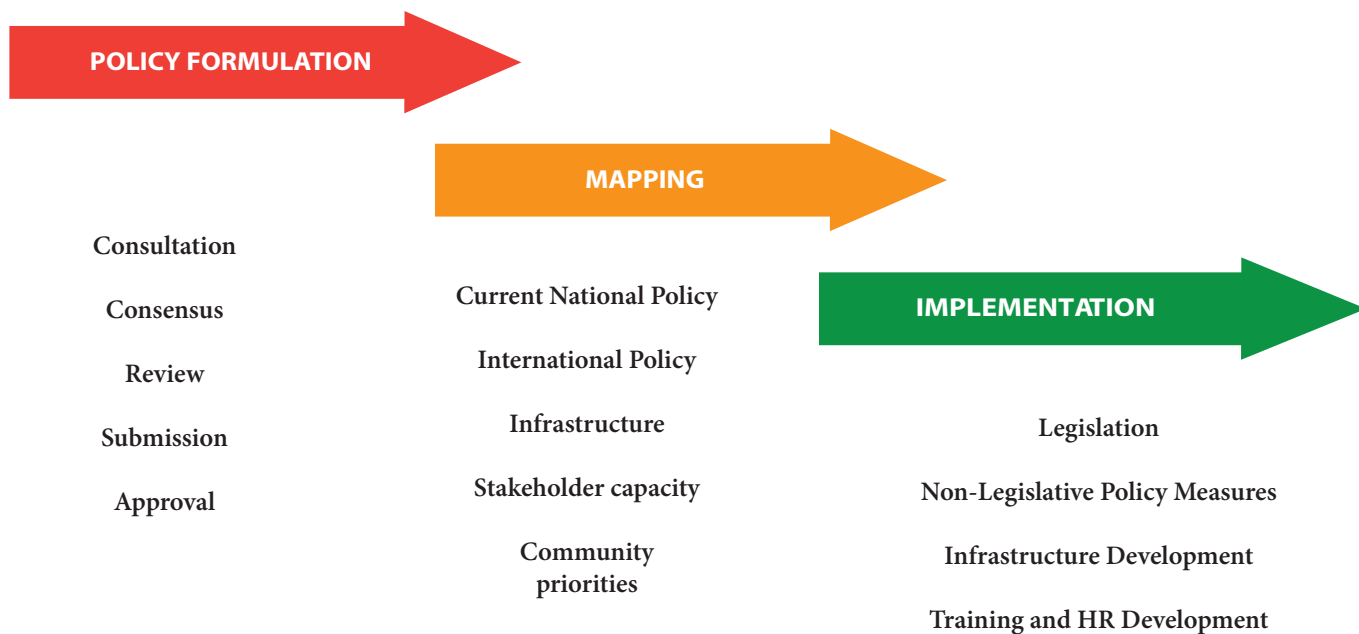 POLICY FORMULATION
Consultation
Consensus
Review
Submission
Approval
MAPPING
Current National Policy
International Policy
Infrastructure
Stakeholder capacity
Community
priorities
IMPLEMENTATION
Legislation
Non-Legislative Policy Measures
Infrastructure Development
Training and HR Development